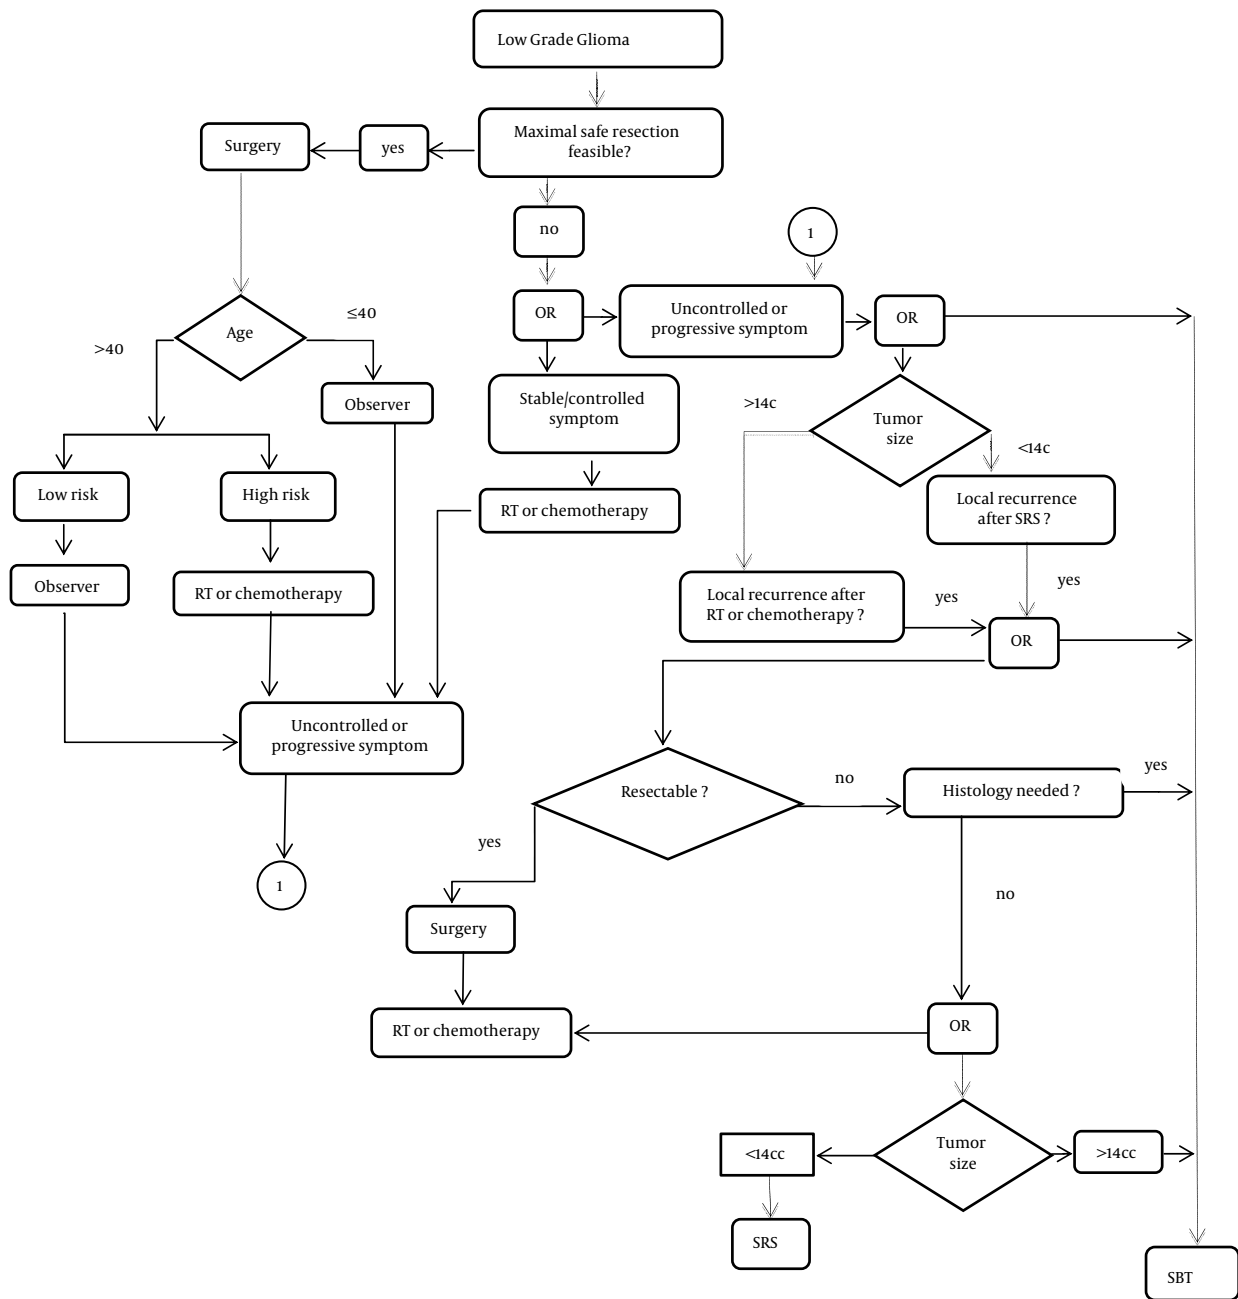 Low Grade Glioma
Maximal safe resection
feasible?
yes
Surgery
no
1
OR
Uncontrolled or
progressive symptom
OR
Age
≤40
>40
Observer
Stable/controlled
symptom
>14c
Tumor
size
<14c
Low risk
High risk
RT or chemotherapy
Local recurrence
after SRS ?
Observer
RT or chemotherapy
Local recurrence after
RT or chemotherapy ?
yes
yes
OR
Uncontrolled or
progressive symptom
Resectable ?
no
Histology needed ?
yes
yes
1
no
Surgery
RT or chemotherapy
OR
<14cc
Tumor
size
>14cc
SRS
SBT